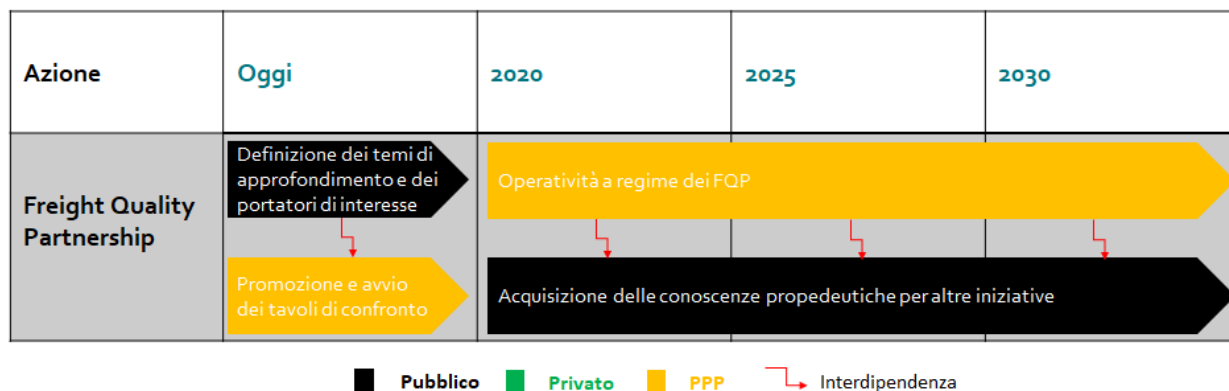 Azione
Oggi
2020
2025
2030
Freight Quality
Partnership
Definizione dei temi di
approfondimento e dei
portatori di interesse
Operatività a regime dei FQP
Promozione e avvio
dei tavoli di confronto
Acquisizione delle conoscenze propedeutiche per altre iniziative
Pubblico
Privato
PPP
Interdipendenza